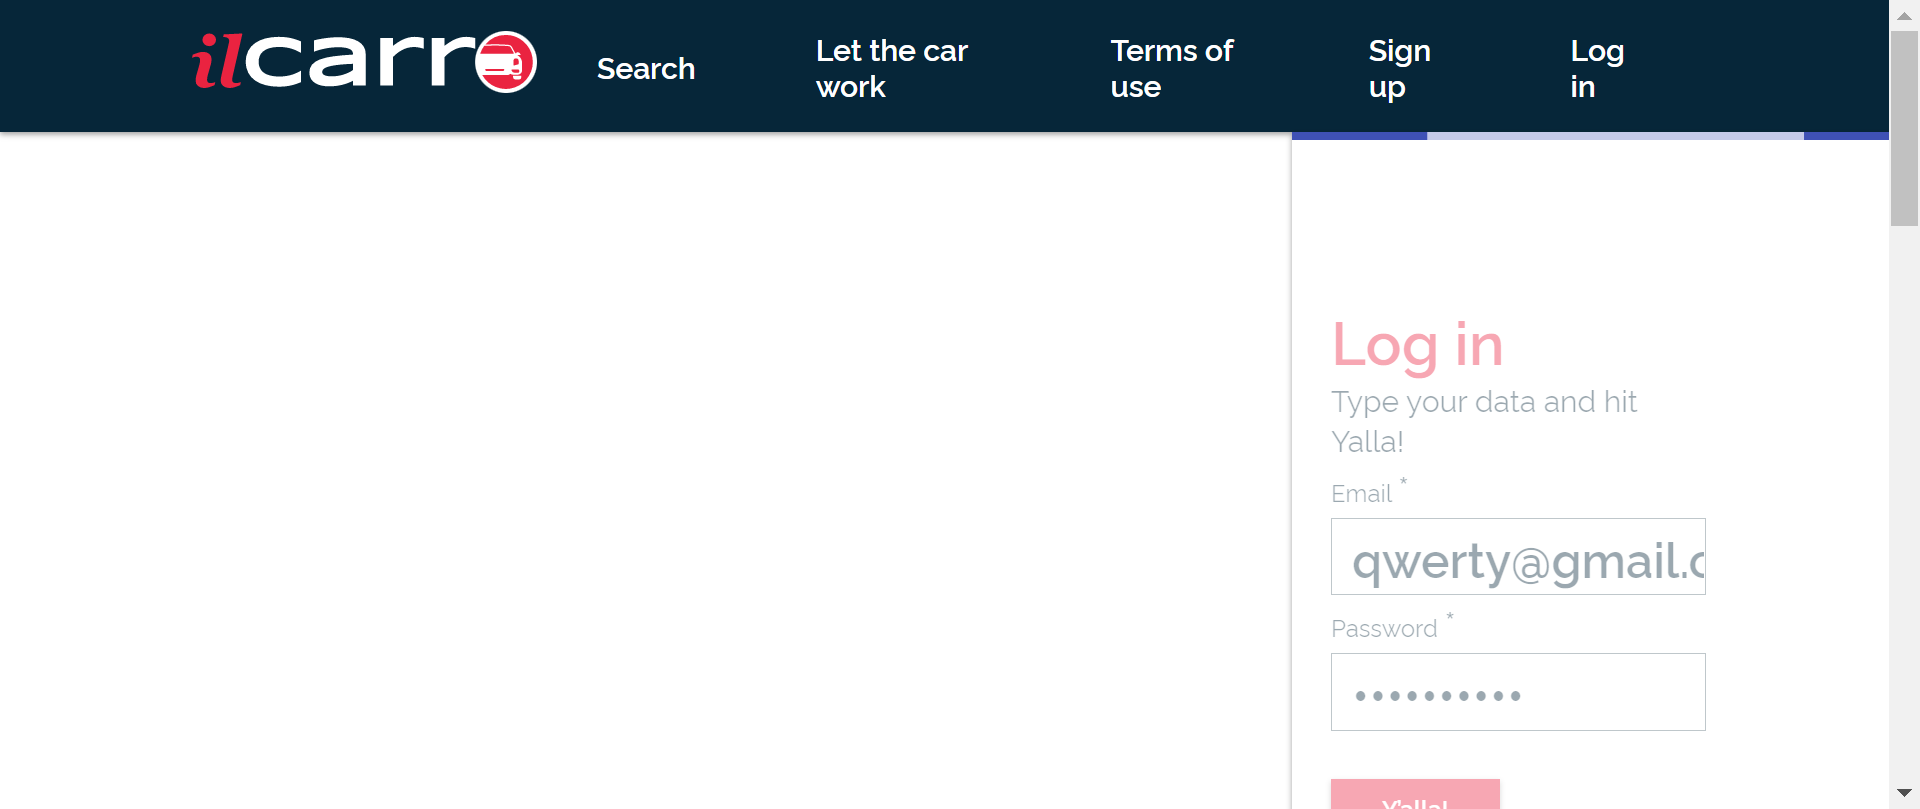 ilcarro
Search
Let the car
work
Terms of
use
Sign
up
Log
in
Log in
Type your data and hit
Yalla!
Email *
qwerty@gmail.c
Password *
••••••••••
Y'alla!